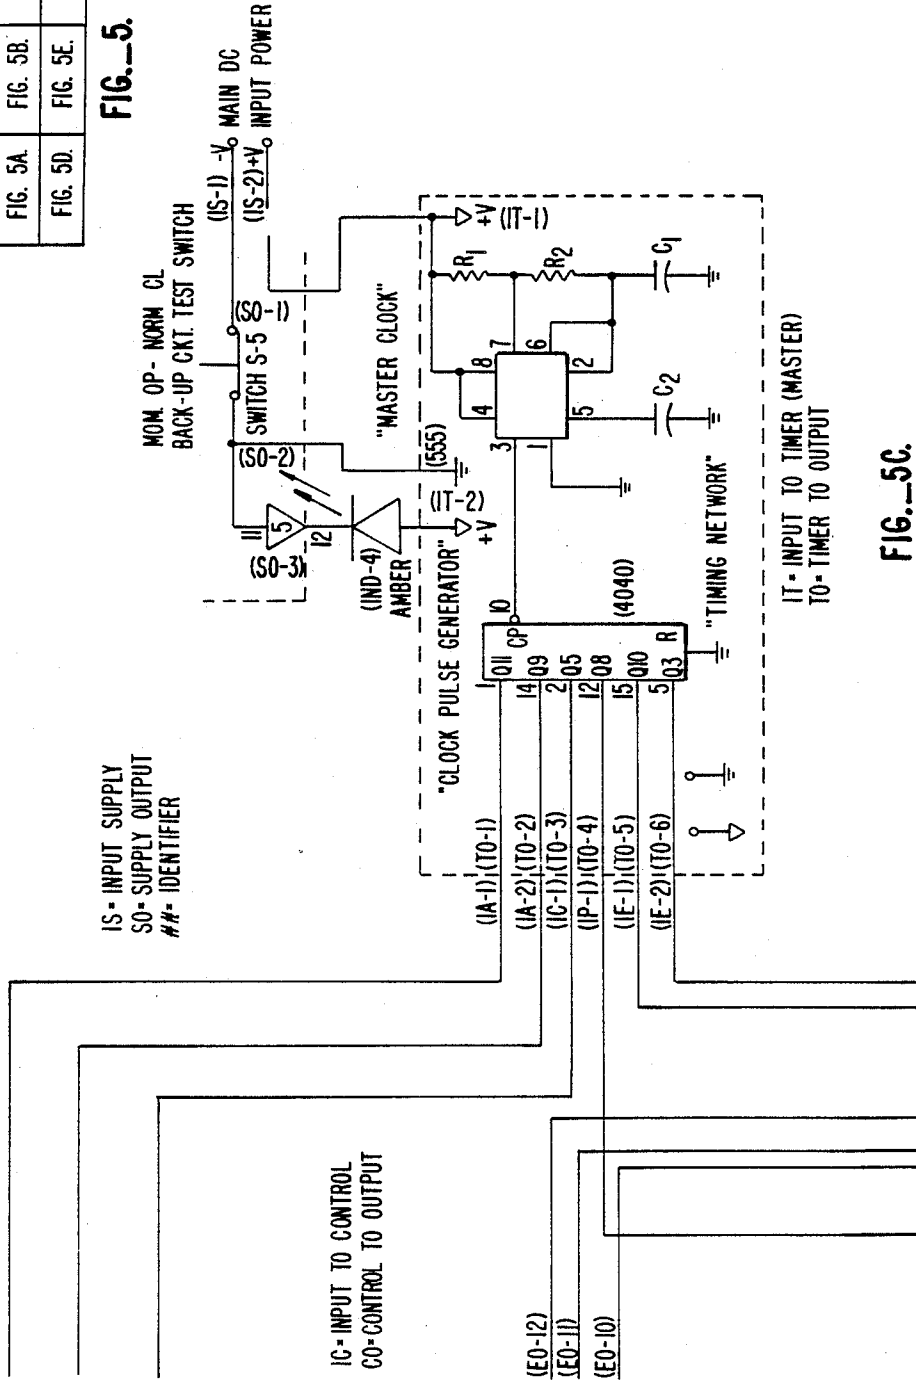 FIG. 5A.
FIG. 5B.
FIG. 5D.
FIG. 5E.
FIG._5.
IS= INPUT SUPPLY
SO= SUPPLY OUTPUT
##= IDENTIFIER
MOM. OP- NORM CL
BACK-UP CKT. TEST SWITCH
(IS-1) -V MAIN DC
(IS-2)+V INPUT POWER
(SO-1)
SWITCH S-5
(SO-2)
11
5
(SO-3)
12
(IND-4)
AMBER
(IT-2)
+V
"MASTER CLOCK"
(555)
+V (IT-1)
"CLOCK PULSE GENERATOR"
R1
R2
C1
C2
3
4
8
7
6
1
5
2
10
CP
(4040)
R
1 Q11
14 Q9
2 Q5
12 Q8
15 Q10
5 Q3
"TIMING NETWORK"
(IA-1) (TO-1)
(IA-2) (TO-2)
(IC-1) (TO-3)
(IP-1) (TO-4)
(IE-1) (TO-5)
(IE-2) (TO-6)
IC= INPUT TO CONTROL
CO= CONTROL TO OUTPUT
(EO-12)
(EO-11)
(EO-10)
IT= INPUT TO TIMER (MASTER)
TO= TIMER TO OUTPUT
FIG._5C.